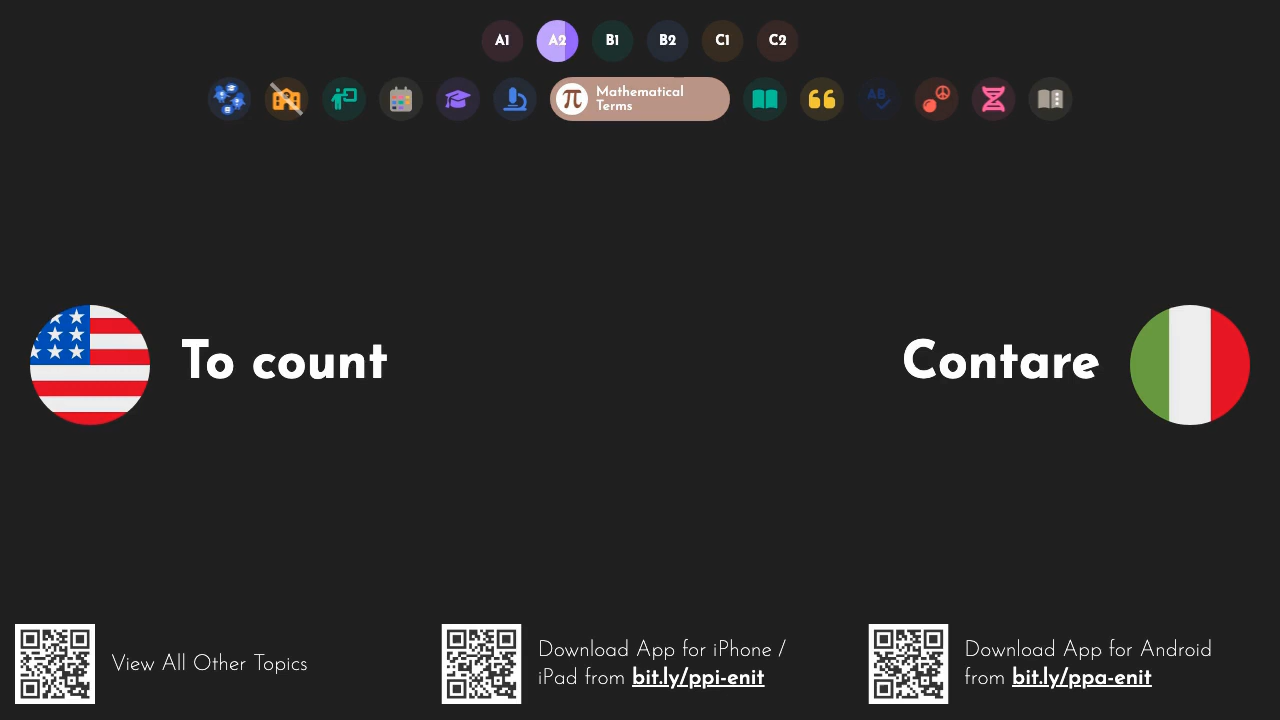 A1 A2 B1 B2 C1 C2
Mathematical
Terms
To count
Contare
View All Other Topics
Download App for iPhone /
iPad from bit.ly/ppi-enit
Download App for Android
from bit.ly/ppa-enit